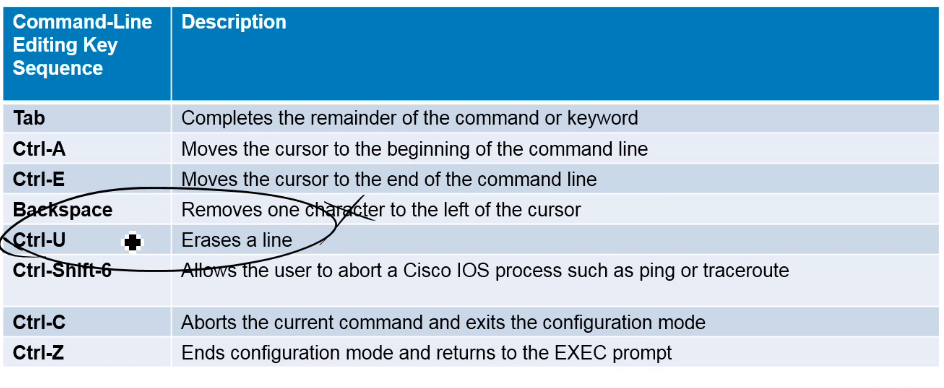 Command-Line Editing Key Sequence Description
Tab Completes the remainder of the command or keyword
Ctrl-A Moves the cursor to the beginning of the command line
Ctrl-E Moves the cursor to the end of the command line
Backspace Removes one character to the left of the cursor
Ctrl-U Erases a line
Ctrl-Shift-6 Allows the user to abort a Cisco IOS process such as ping or traceroute
Ctrl-C Aborts the current command and exits the configuration mode
Ctrl-Z Ends configuration mode and returns to the EXEC prompt